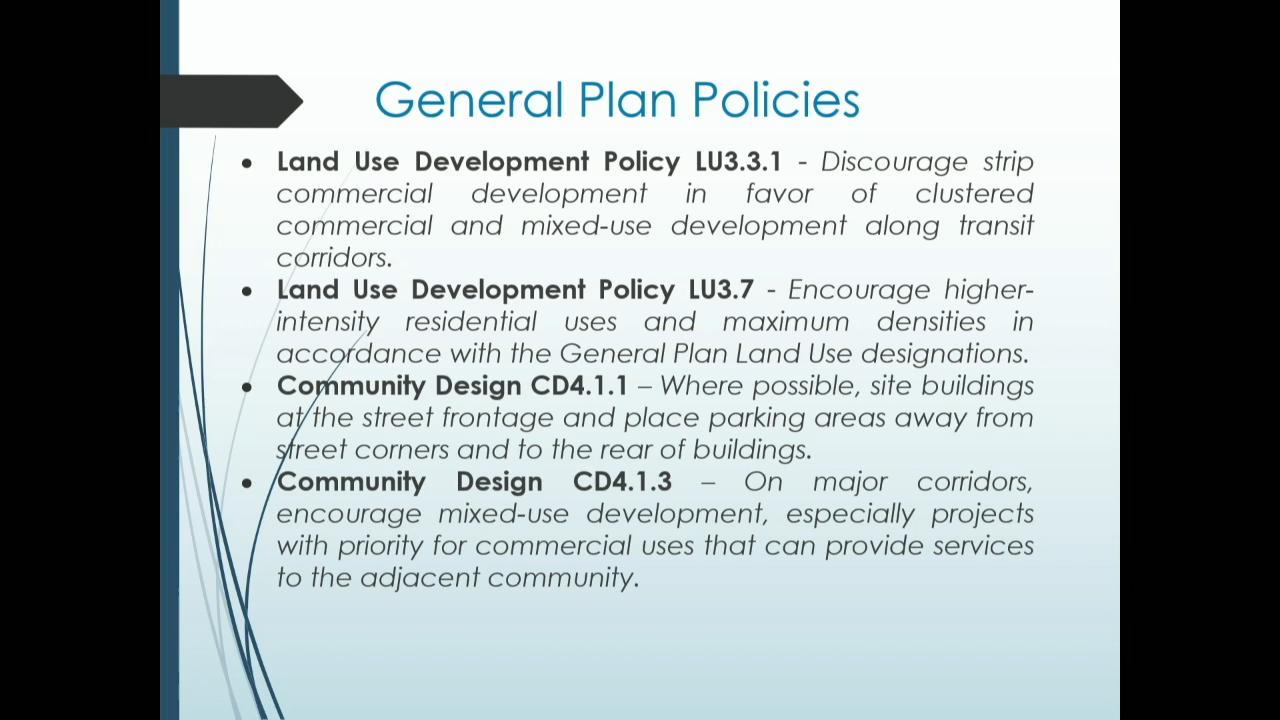 General Plan Policies
• Land Use Development Policy LU3.3.1 - Discourage strip
commercial development in favor of clustered
commercial and mixed-use development along transit
corridors.
• Land Use Development Policy LU3.7 - Encourage higher-
intensity residential uses and maximum densities in
accordance with the General Plan Land Use designations.
• Community Design CD4.1.1 – Where possible, site buildings
at the street frontage and place parking areas away from
street corners and to the rear of buildings.
• Community Design CD4.1.3 – On major corridors,
encourage mixed-use development, especially projects
with priority for commercial uses that can provide services
to the adjacent community.